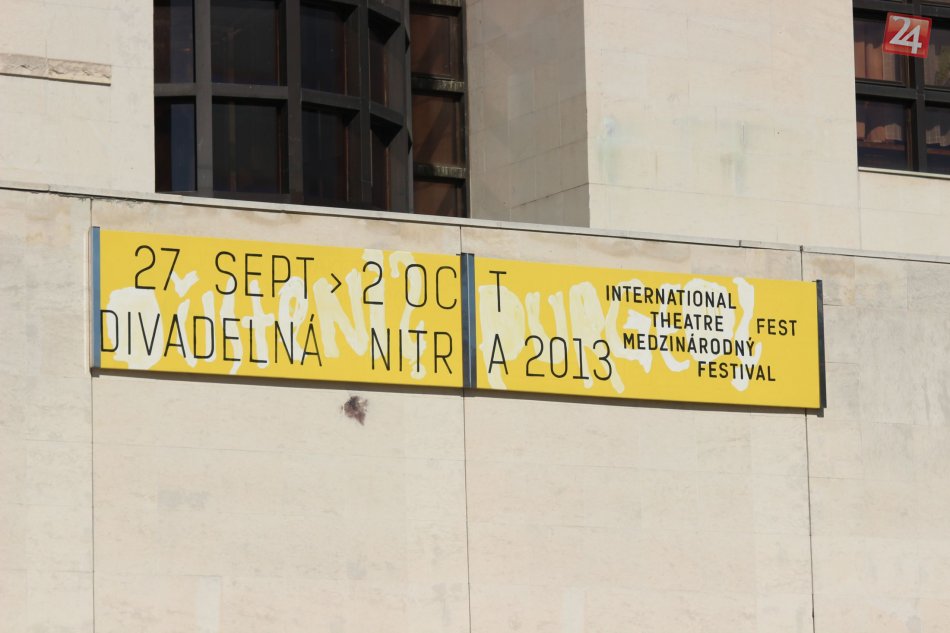 24
27 SEPT > 2 OCT
DIVADELNÁ NITRA 2013
INTERNATIONAL
THEATRE FEST
MEDZINÁRODNÝ
FESTIVAL